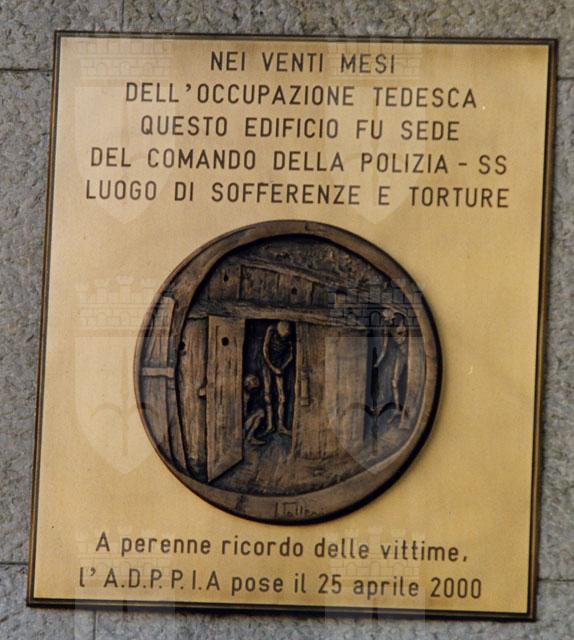 NEI VENTI MESI
DELL'OCCUPAZIONE TEDESCA
QUESTO EDIFICIO FU SEDE
DEL COMANDO DELLA POLIZIA - SS
LUOGO DI SOFFERENZE E TORTURE
A perenne ricordo delle vittime,
l'A.D.P.P.I.A pose il 25 aprile 2000